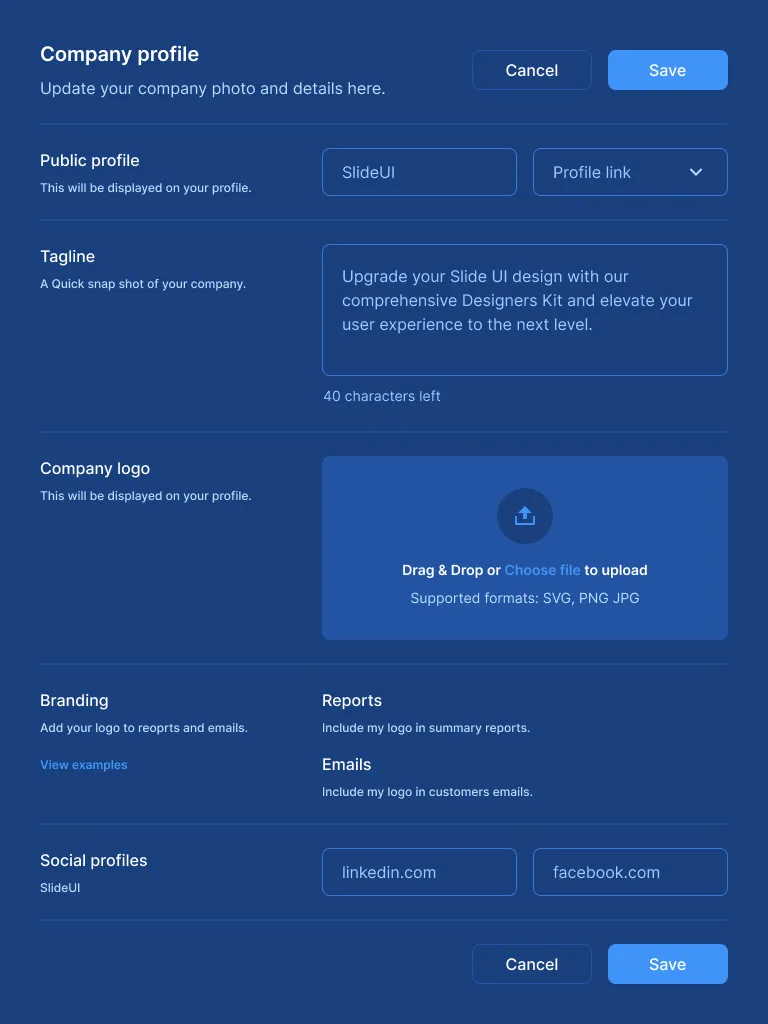 Company profile
Update your company photo and details here.
Cancel
Save
Public profile
This will be displayed on your profile.
SlideUI
Profile link
Tagline
A Quick snap shot of your company.
Upgrade your Slide UI design with our
comprehensive Designers Kit and elevate your
user experience to the next level.
40 characters left
Company logo
This will be displayed on your profile.
Drag & Drop or Choose file to upload
Supported formats: SVG, PNG JPG
Branding
Add your logo to reoprts and emails.
View examples
Reports
Include my logo in summary reports.
Emails
Include my logo in customers emails.
Social profiles
SlideUI
linkedin.com
facebook.com
Cancel
Save